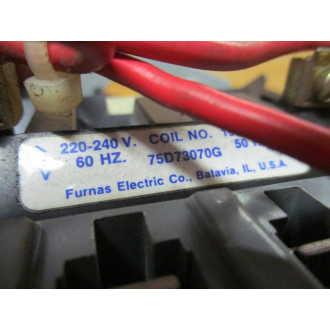 220-240 V. COIL NO.
60 HZ. 75D73070G 50
Furnas Electric Co., Batavia, IL, U.S.A.